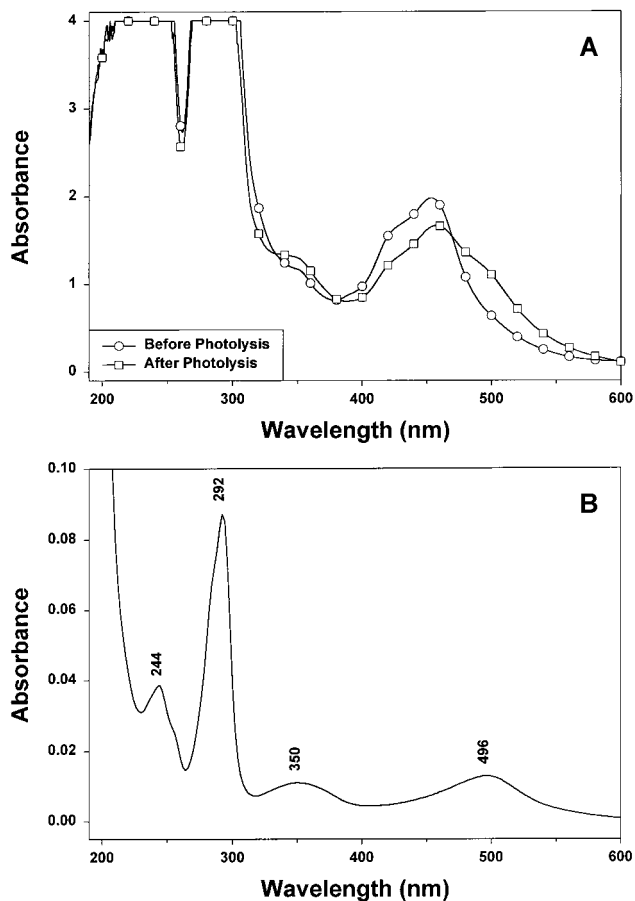 A
4
3
2
1
0
Absorbance
Before Photolysis
After Photolysis
200 300 400 500 600
Wavelength (nm)
B
0.10
0.08
0.06
0.04
0.02
0.00
Absorbance
244
292
350
496
200 300 400 500 600
Wavelength (nm)